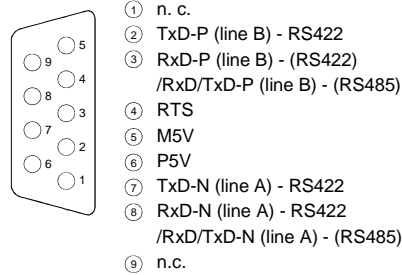 5
9
4
8
3
7
2
6
1
1 n. c.
2 TxD-P (line B) - RS422
3 RxD-P (line B) - (RS422)
/RxD/TxD-P (line B) - (RS485)
4 RTS
5 M5V
6 P5V
7 TxD-N (line A) - RS422
8 RxD-N (line A) - RS422
/RxD/TxD-N (line A) - (RS485)
9 n.c.